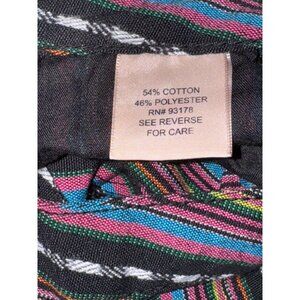 54% COTTON
46% POLYESTER
RN# 93178
SEE REVERSE
FOR CARE